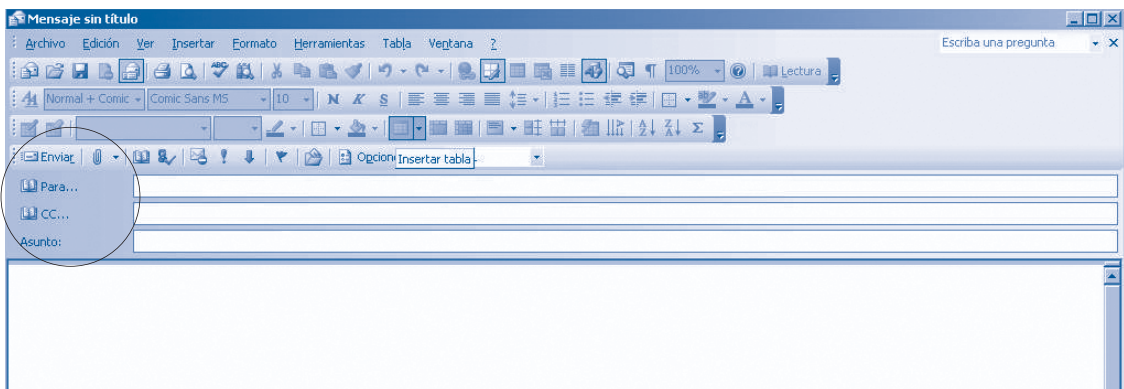 Mensaje sin título
Archivo Edición Ver Insertar Formato Herramientas Tabla Ventana ? Escriba una pregunta
100% Lectura
Normal + Comic Comic Sans MS 10 N K S
Enviar Insertar tabla
Para...
CC...
Asunto: